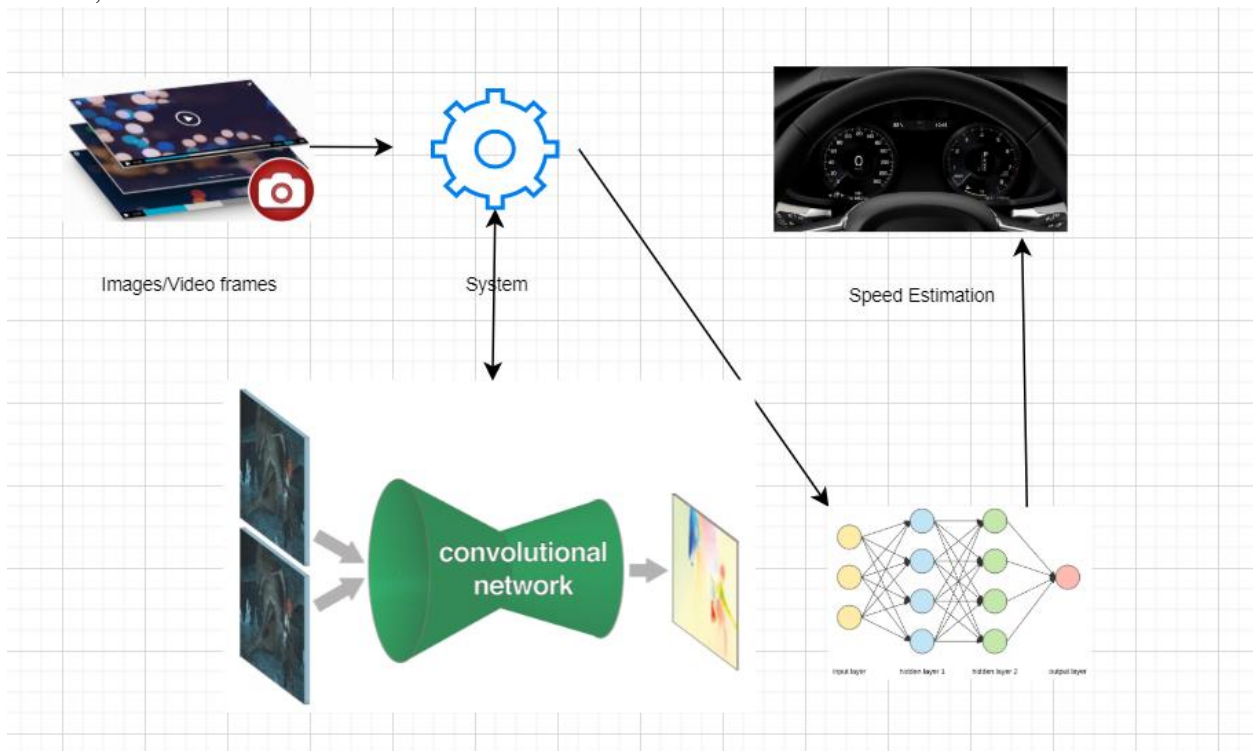 Images/Video frames
System
Speed Estimation
convolutional
network
input layer
hidden layer 1
hidden layer 2
output layer